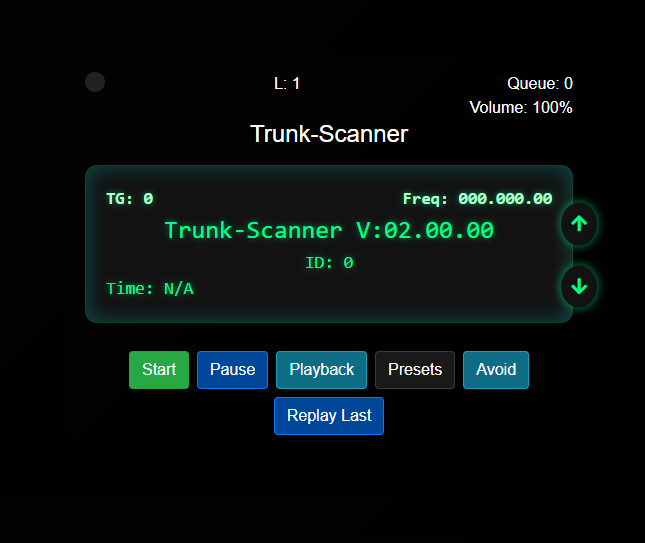 L: 1 Queue: 0
Volume: 100%
Trunk-Scanner
TG: 0 Freq: 000.000.00
Trunk-Scanner V:02.00.00
ID: 0
Time: N/A
Start Pause Playback Presets Avoid
Replay Last